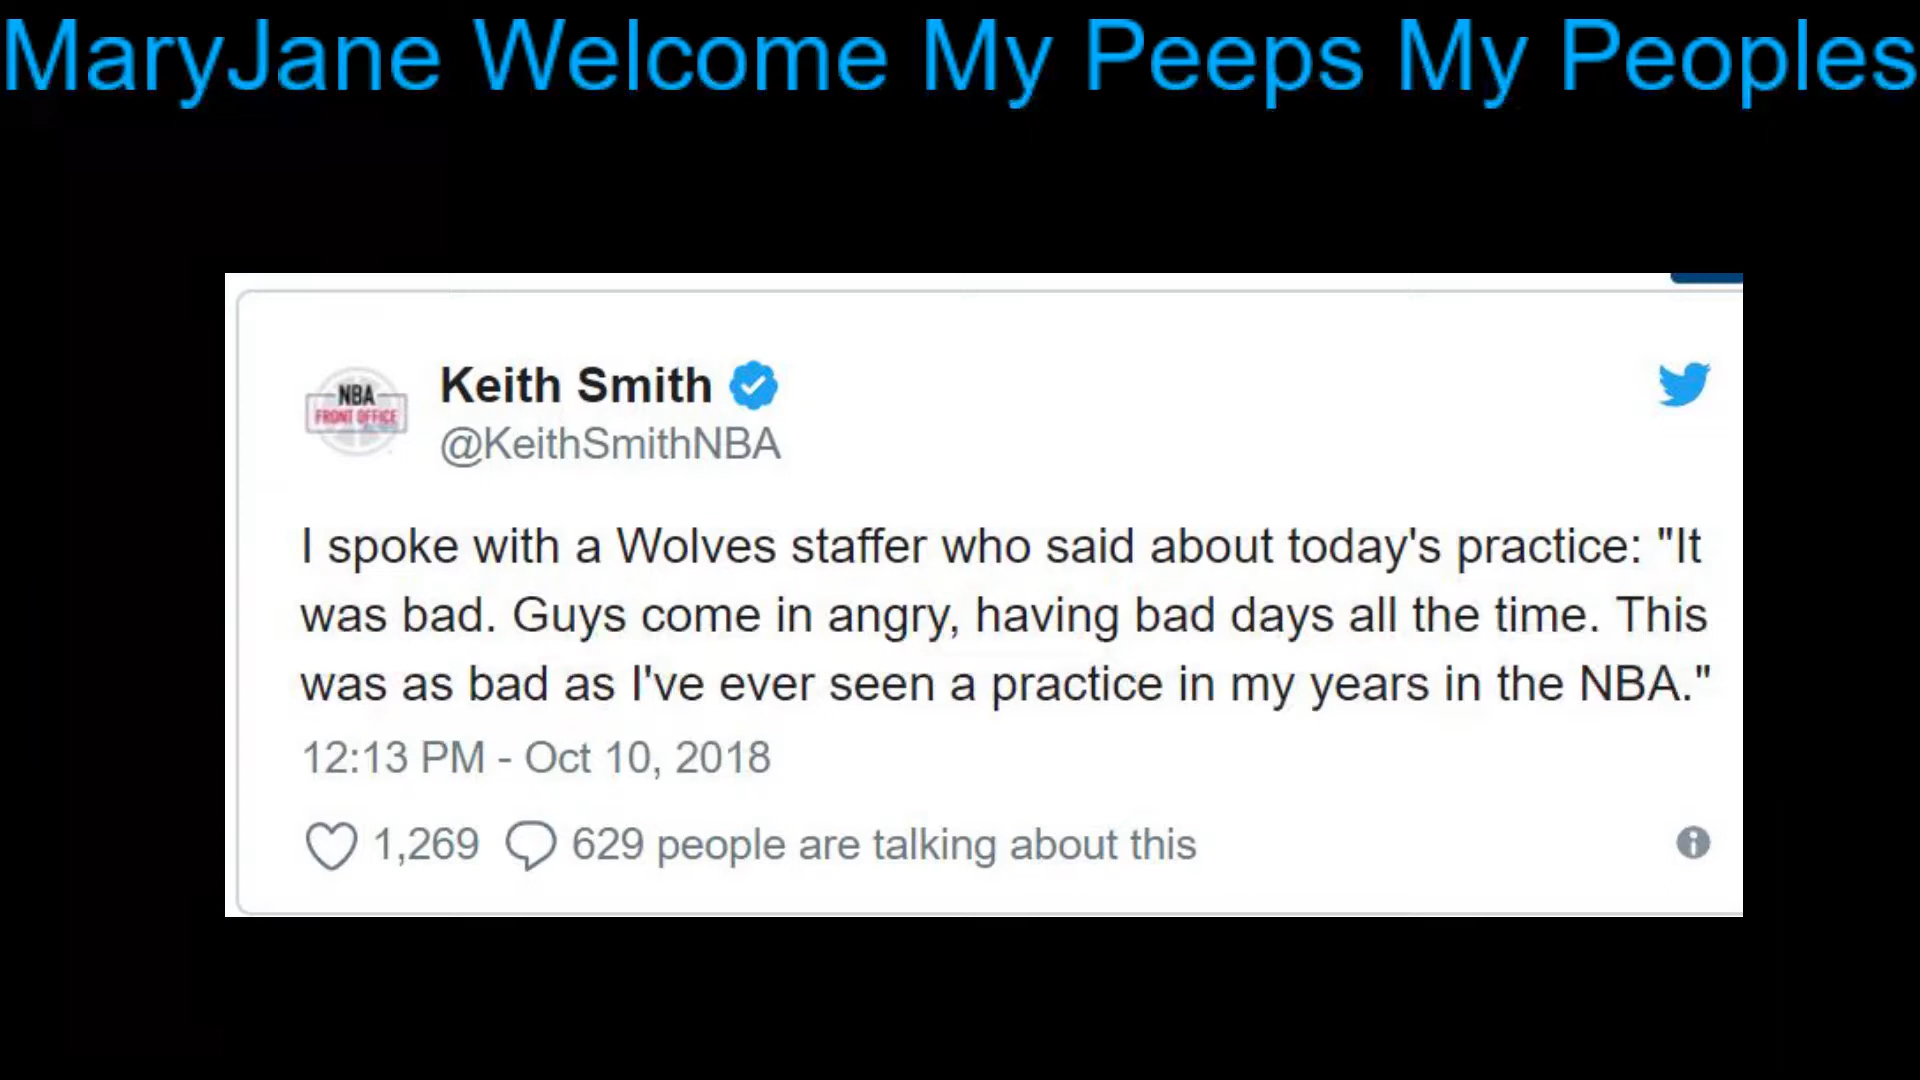 MaryJane Welcome My Peeps My Peoples
NBA
FRONT OFFICE
Keith Smith
@KeithSmithNBA
I spoke with a Wolves staffer who said about today's practice: "It
was bad. Guys come in angry, having bad days all the time. This
was as bad as I've ever seen a practice in my years in the NBA."
12:13 PM - Oct 10, 2018
1,269 629 people are talking about this